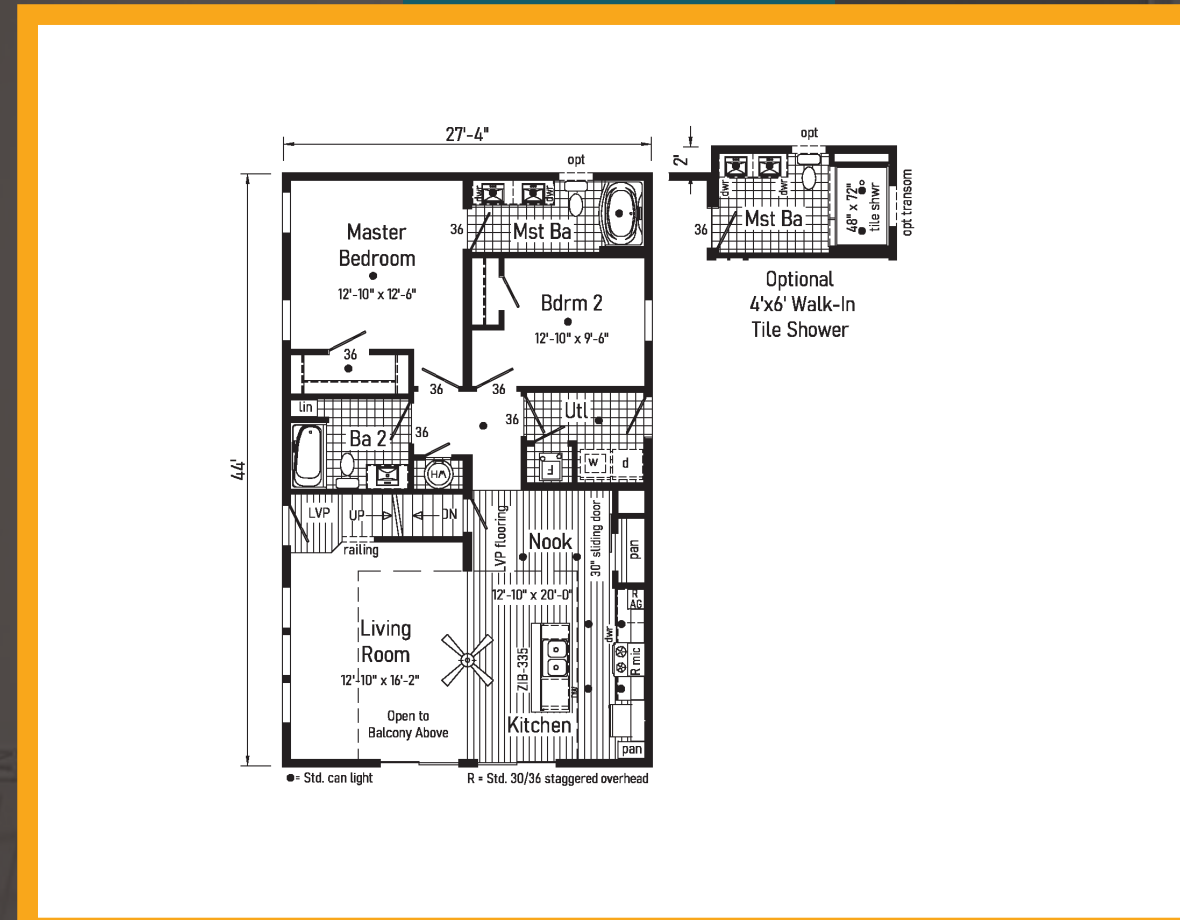 27'-4"
opt
2'
opt
dwr
dwr
36
Mst Ba
dwr
dwr
36
Mst Ba
48" x 72"
tile shwr
opt transom
Master
Bedroom
12'-10" x 12'-6"
Optional
4'x6' Walk-In
Tile Shower
Bdrm 2
12'-10" x 9'-6"
36
36
36
lin
Ba 2
36
36
Utl
HW
F
W
d
44'
LVP
UP
DN
railing
LVP flooring
Nook
30" sliding door
pan
12'-10" x 20'-0"
R
AG
dwr
Living
Room
12'-10" x 16'-2"
ZIB-335
R mic
DW
Open to
Balcony Above
Kitchen
pan
●= Std. can light
R = Std. 30/36 staggered overhead